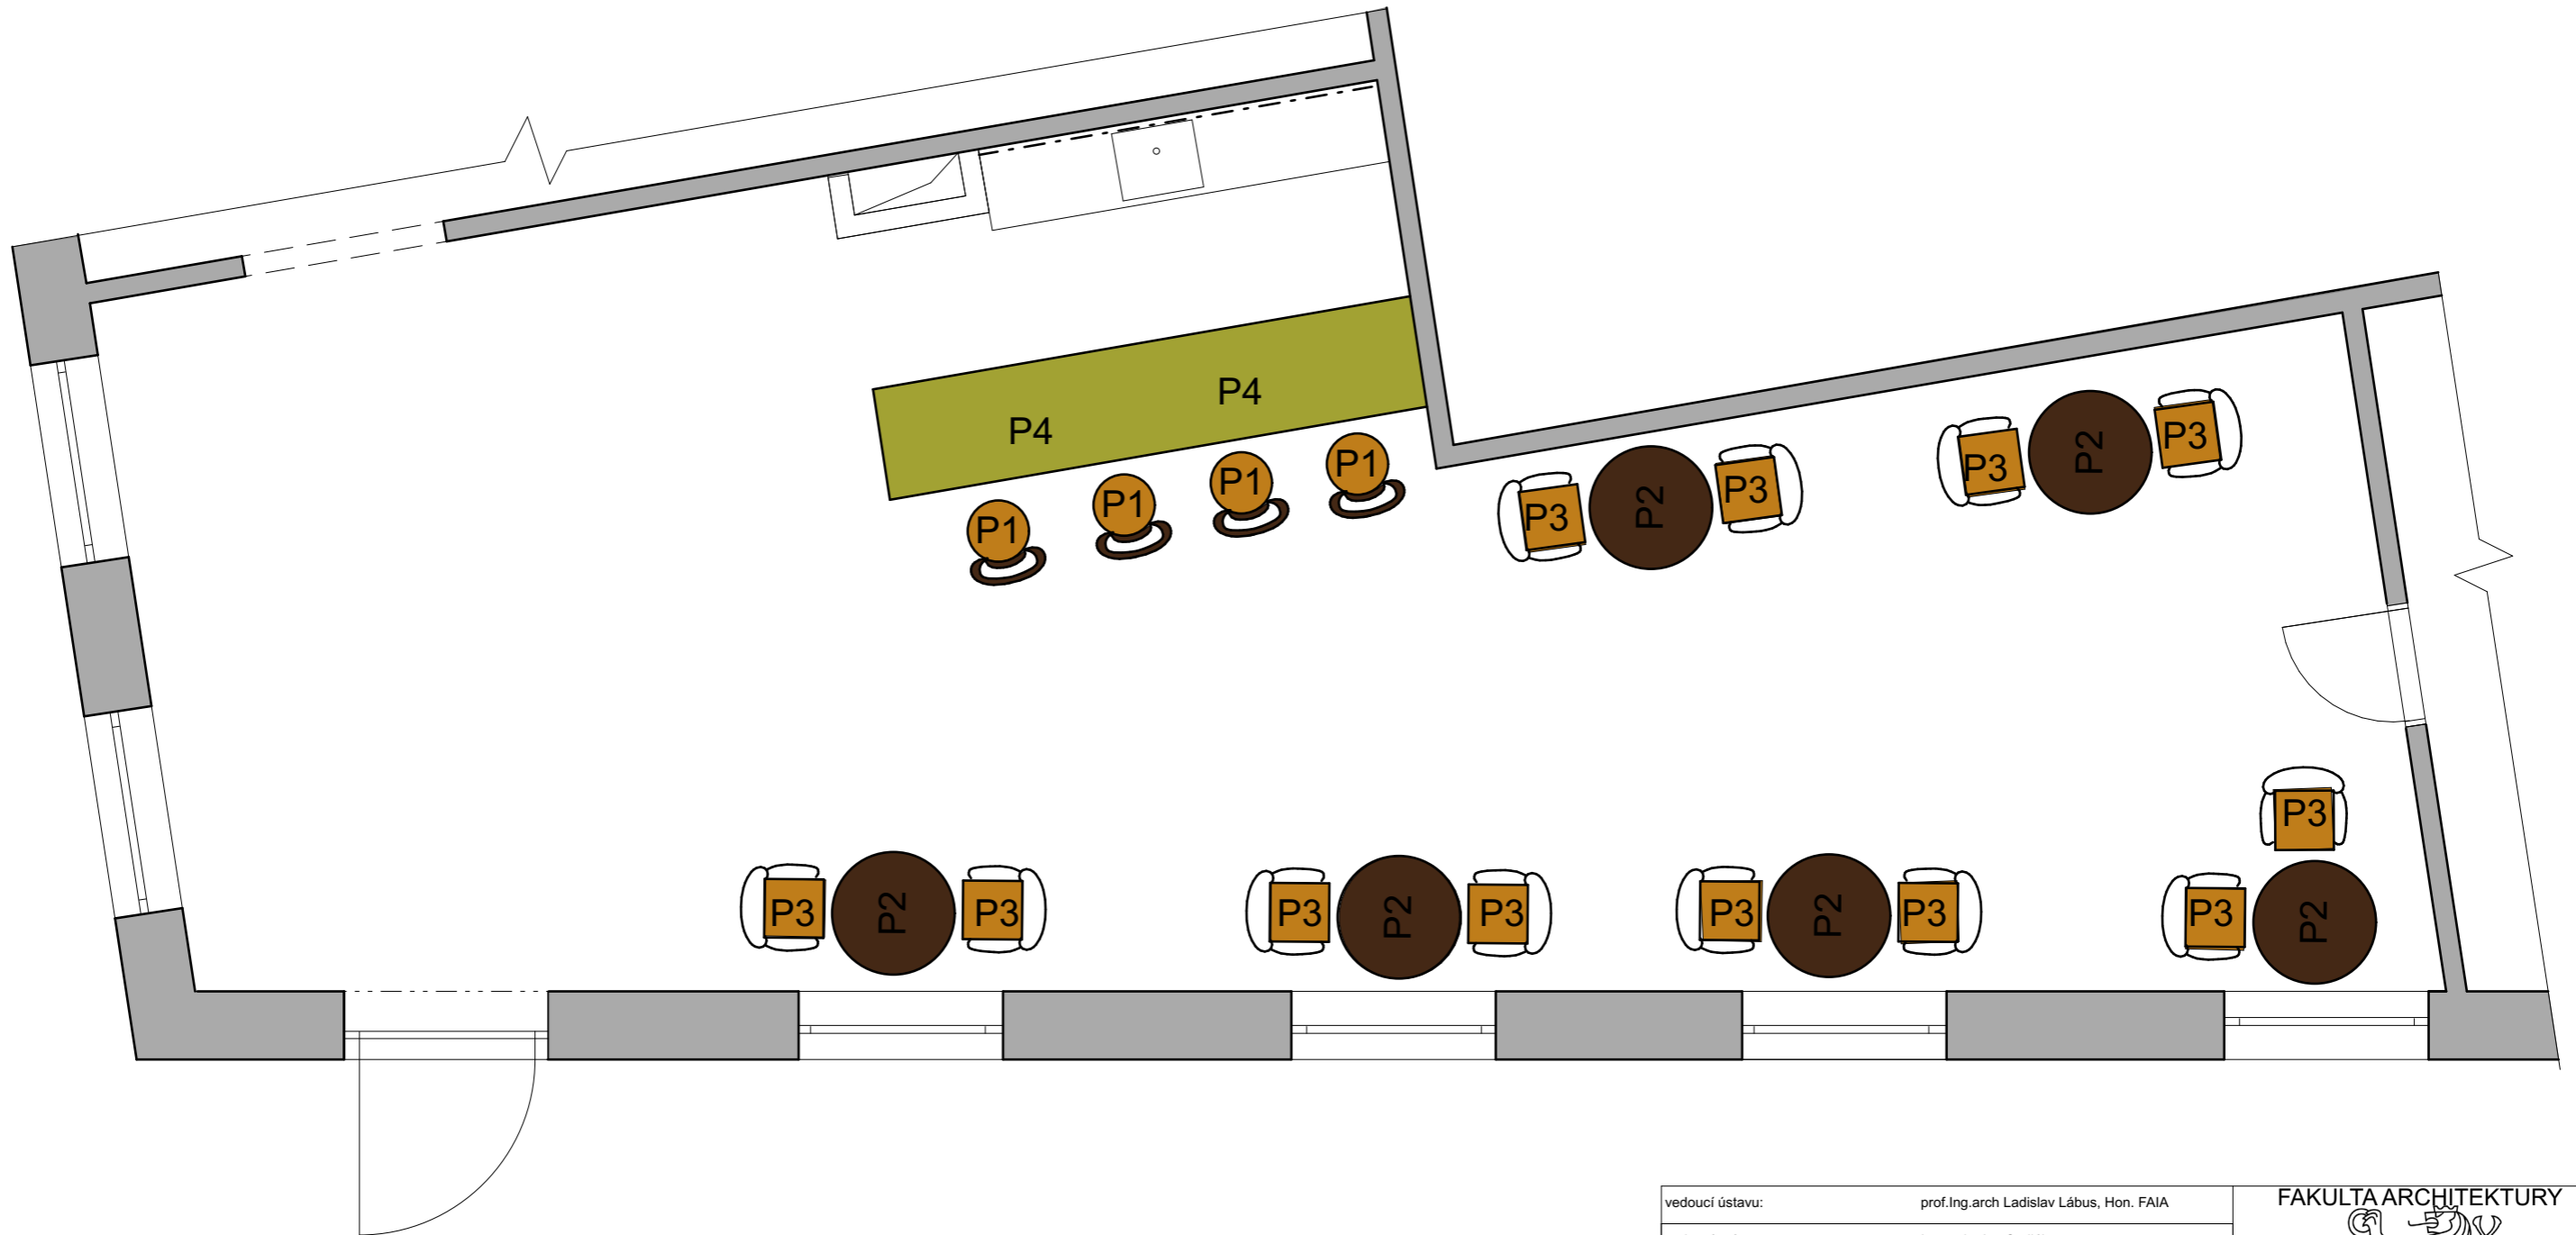 P4
P4
P1
P1
P1
P1
P3
P2
P3
P3
P2
P3
P3
P3
P2
P3
P3
P2
P3
P3
P2
P3
P3
P2
vedoucí ústavu: prof.Ing.arch Ladislav Lábus, Hon. FAIA
FAKULTA ARCHITEKTURY